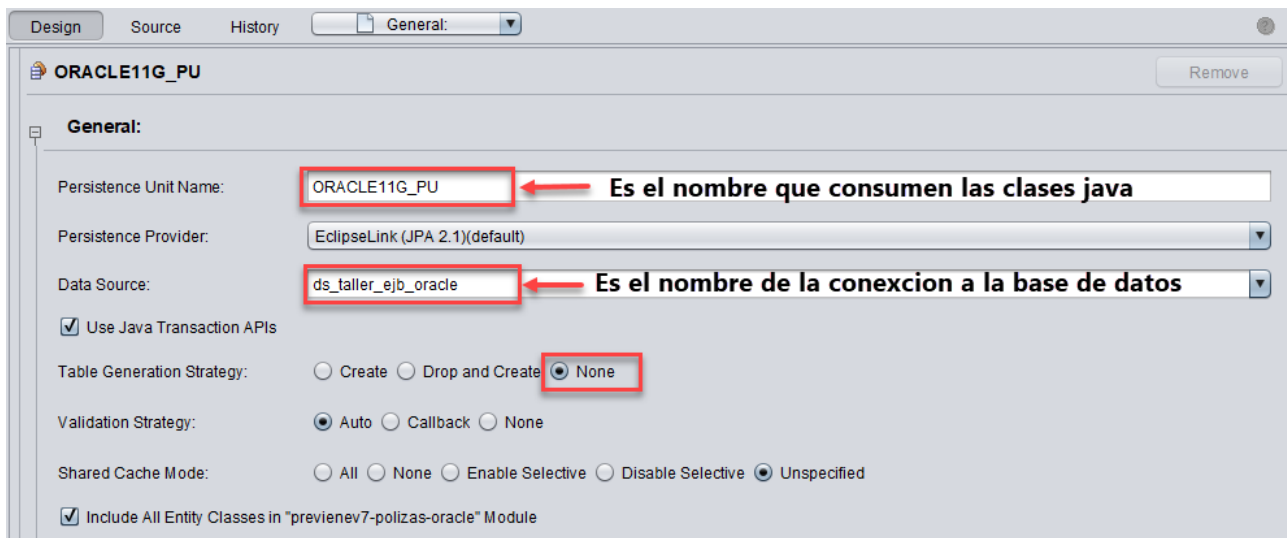 Design Source History General:
ORACLE11G_PU Remove
General:
Persistence Unit Name: ORACLE11G_PU Es el nombre que consumen las clases java
Persistence Provider: EclipseLink (JPA 2.1)(default)
Data Source: ds_taller_ejb_oracle Es el nombre de la conexcion a la base de datos
Use Java Transaction APIs
Table Generation Strategy: Create Drop and Create None
Validation Strategy: Auto Callback None
Shared Cache Mode: All None Enable Selective Disable Selective Unspecified
Include All Entity Classes in "previenev7-polizas-oracle" Module